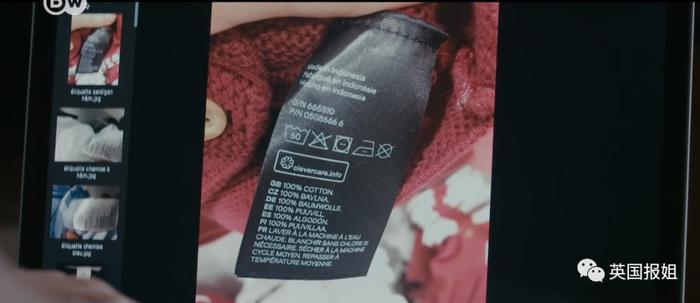 DW
étiquette cardigan
h&m.jpg
étiquette chemise à
h&m.jpg
étiquette chemise
bleu.jpg
Made in Indonesia
Fabriqué en Indonésie
Hecho en Indonesia
O/N 665510
P/N 0508666 6
60
clevercare.info
GB 100% COTTON.
CZ 100% BAVLNA.
DE 100% BAUMWOLLE.
EE 100% PUUVILL.
ES 100% ALGODÓN.
FI 100% PUUVILLAA.
FR LAVER À LA MACHINE À L'EAU
CHAUDE. BLANCHIR SANS CHLORE SI
NÉCESSAIRE. SÉCHER À LA MACHINE
CYCLE MOYEN. REPASSER À
TEMPÉRATURE MOYENNE.
英国报姐